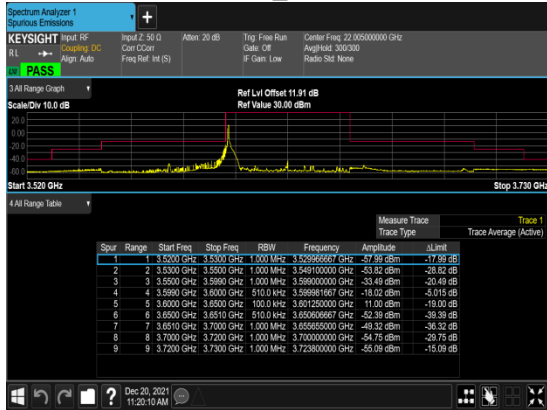 Spectrum Analyzer 1
Spurious Emissions
+
KEYSIGHT Input: RF Input Z: 50 Ω Atten: 20 dB Trig: Free Run Center Freq: 22.005000000 GHz
RL Coupling: DC Corr CCorr Gate: Off Avg|Hold: 300/300
Align: Auto Freq Ref: Int (S) IF Gain: Low Radio Std: None
PASS
3 All Range Graph Ref Lvl Offset 11.91 dB
Scale/Div 10.0 dB Ref Value 30.00 dBm
20.0
0.00
-20.0
-40.0
-60.0
Start 3.520 GHz Stop 3.730 GHz
4 All Range Table
Measure Trace Trace 1
Trace Type Trace Average (Active)
Spur Range Start Freq Stop Freq RBW Frequency Amplitude ΔLimit
1 1 3.5200 GHz 3.5300 GHz 1.000 MHz 3.529966667 GHz -57.99 dBm -17.99 dB
2 2 3.5300 GHz 3.5500 GHz 1.000 MHz 3.549100000 GHz -53.82 dBm -28.82 dB
3 3 3.5500 GHz 3.5990 GHz 1.000 MHz 3.599000000 GHz -33.49 dBm -20.49 dB
4 4 3.5990 GHz 3.6000 GHz 510.0 kHz 3.599981667 GHz -18.02 dBm -5.015 dB
5 5 3.6000 GHz 3.6500 GHz 100.0 kHz 3.601250000 GHz 11.00 dBm -19.00 dB
6 6 3.6500 GHz 3.6510 GHz 510.0 kHz 3.650606667 GHz -52.39 dBm -39.39 dB
7 7 3.6510 GHz 3.7000 GHz 1.000 MHz 3.655655000 GHz -49.32 dBm -36.32 dB
8 8 3.7000 GHz 3.7200 GHz 1.000 MHz 3.700000000 GHz -54.75 dBm -29.75 dB
9 9 3.7200 GHz 3.7300 GHz 1.000 MHz 3.723800000 GHz -55.09 dBm -15.09 dB
? Dec 20, 2021
11:20:10 AM